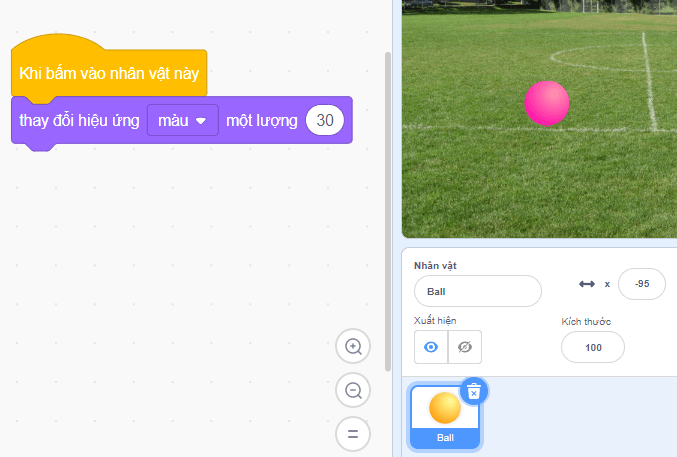 Khi bấm vào nhân vật này
thay đổi hiệu ứng màu một lượng 30
Nhân vật
Ball
x -95
Xuất hiện
Kích thước
100
Ball